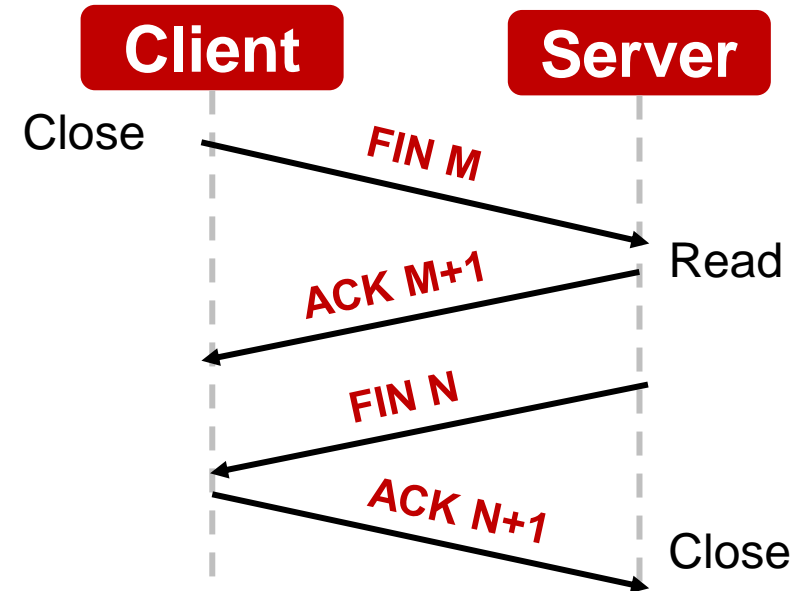 Client
Server
Close
FIN M
Read
ACK M+1
FIN N
ACK N+1
Close